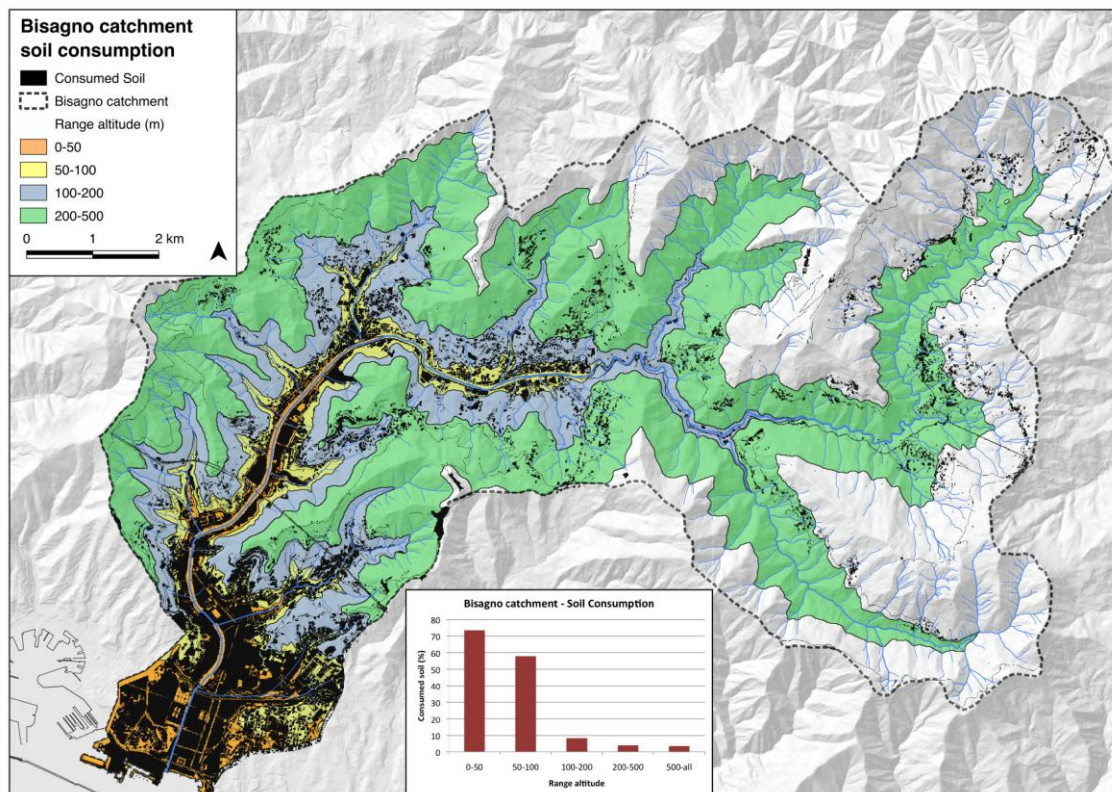 Bisagno catchment
soil consumption
Consumed Soil
Bisagno catchment
Range altitude (m)
0-50
50-100
100-200
200-500
0 1 2 km
Bisagno catchment - Soil Consumption
Consumed soil (%)
80
70
60
50
40
30
20
10
0
0-50 50-100 100-200 200-500 500-all
Range altitude